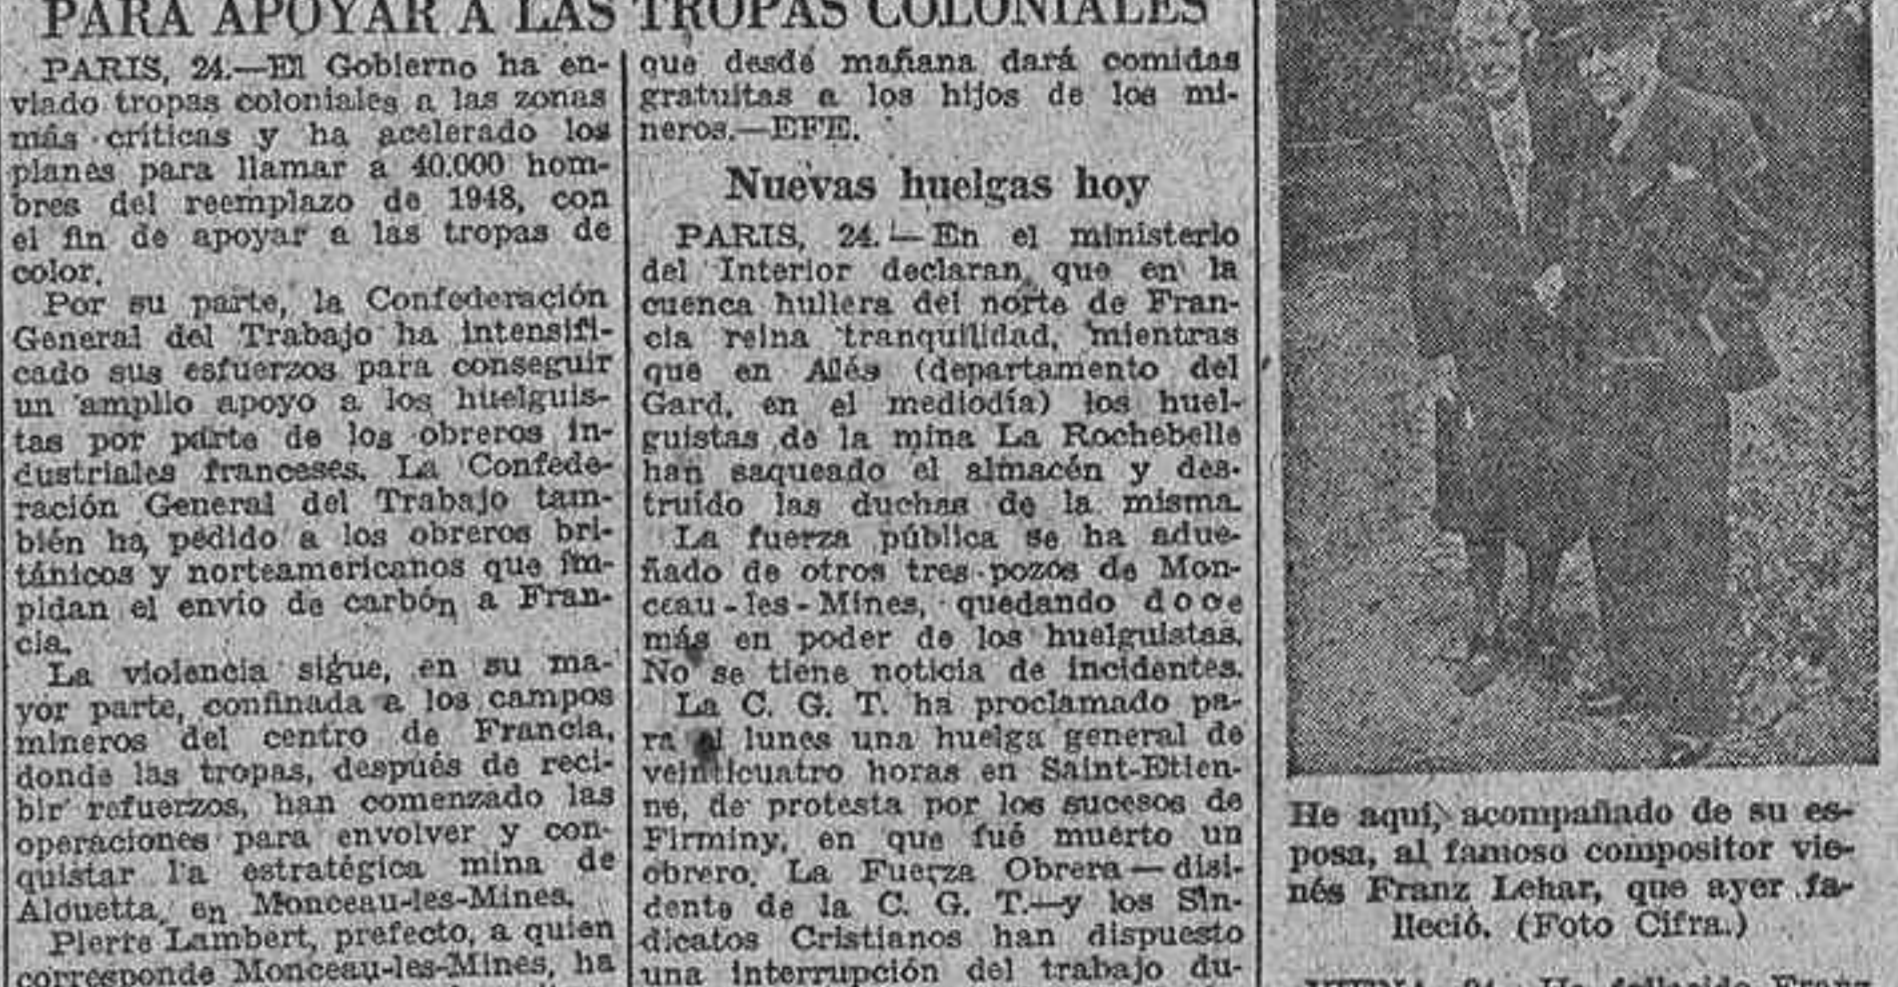 PARA APOYAR A LAS TROPAS COLONIALES
PARIS, 24.—El Gobierno ha en-
viado tropas coloniales a las zonas
más críticas y ha acelerado los
planes para llamar a 40.000 hom-
bres del reemplazo de 1948, con
el fin de apoyar a las tropas de
color.
Por su parte, la Confederación
General del Trabajo ha intensifi-
cado sus esfuerzos para conseguir
un amplio apoyo a los huelguis-
tas por parte de los obreros in-
dustriales franceses. La Confede-
ración General del Trabajo tam-
bién ha pedido a los obreros bri-
tánicos y norteamericanos que im-
pidan el envío de carbón a Fran-
cia.
La violencia sigue, en su ma-
yor parte, confinada a los campos
mineros del centro de Francia,
donde las tropas, después de reci-
bir refuerzos, han comenzado las
operaciones para envolver y con-
quistar la estratégica mina de
Alouetta, en Monceau-les-Mines.
Pierre Lambert, prefecto, a quien
corresponde Monceau-les-Mines, ha
que desde mañana dará comidas
gratuitas a los hijos de los mi-
neros.—EFE.
Nuevas huelgas hoy
PARIS, 24.—En el ministerio
del Interior declaran que en la
cuenca hullera del norte de Fran-
cia reina tranquilidad, mientras
que en Alés (departamento del
Gard, en el mediodía) los huel-
guistas de la mina La Rochebelle
han saqueado el almacén y des-
truído las duchas de la misma.
La fuerza pública se ha adue-
ñado de otros tres pozos de Mon-
ceau-les-Mines, quedando doce
más en poder de los huelguistas.
No se tiene noticia de incidentes.
La C. G. T. ha proclamado pa-
ra el lunes una huelga general de
veinticuatro horas en Saint-Etien-
ne, de protesta por los sucesos de
Firminy, en que fué muerto un
obrero. La Fuerza Obrera—disi-
dente de la C. G. T.—y los Sin-
dicatos Cristianos han dispuesto
una interrupción del trabajo du-
He aquí, acompañado de su es-
posa, al famoso compositor vie-
nés Franz Lehar, que ayer fa-
lleció. (Foto Cifra.)
VIENA, 24.—Ha fallecido Franz